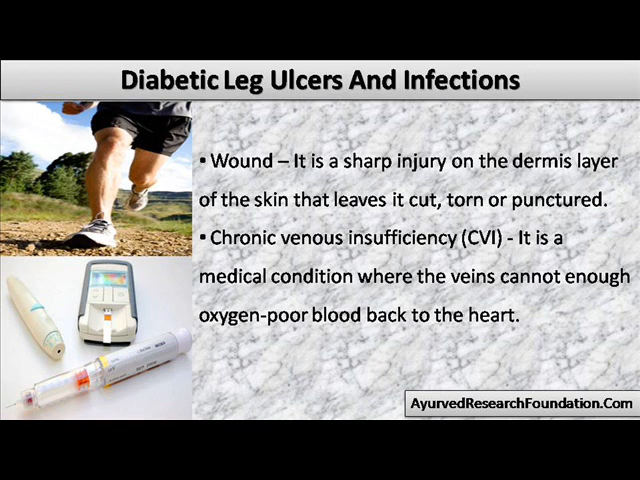 Diabetic Leg Ulcers And Infections
▪ Wound – It is a sharp injury on the dermis layer
of the skin that leaves it cut, torn or punctured.
▪ Chronic venous insufficiency (CVI) - It is a
medical condition where the veins cannot enough
oxygen-poor blood back to the heart.
AyurvedResearchFoundation.Com